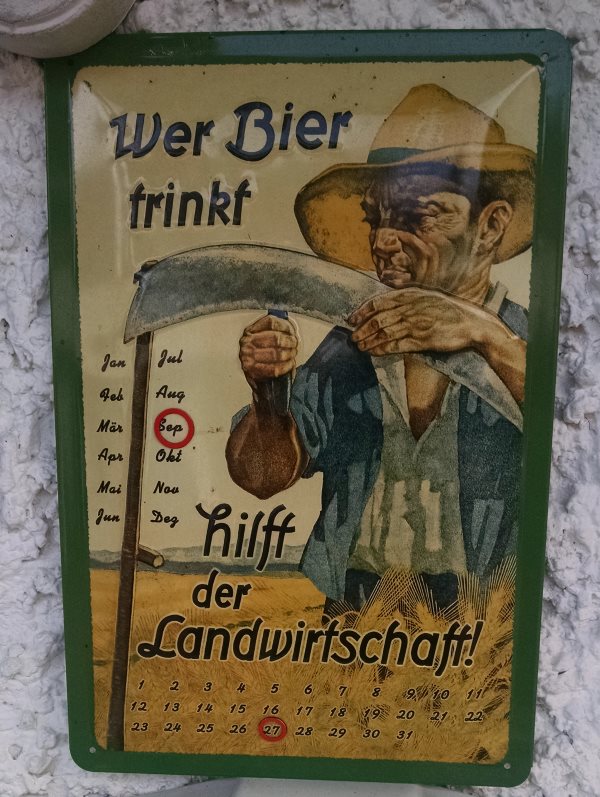 Wer Bier
trinkt
Jan Jul
Feb Aug
Mär Sep
Apr Okt
Mai Nov
Jun Dez
hilft
der
Landwirtschaft!
1 2 3 4 5 6 7 8 9 10 11
12 13 14 15 16 17 18 19 20 21 22
23 24 25 26 27 28 29 30 31